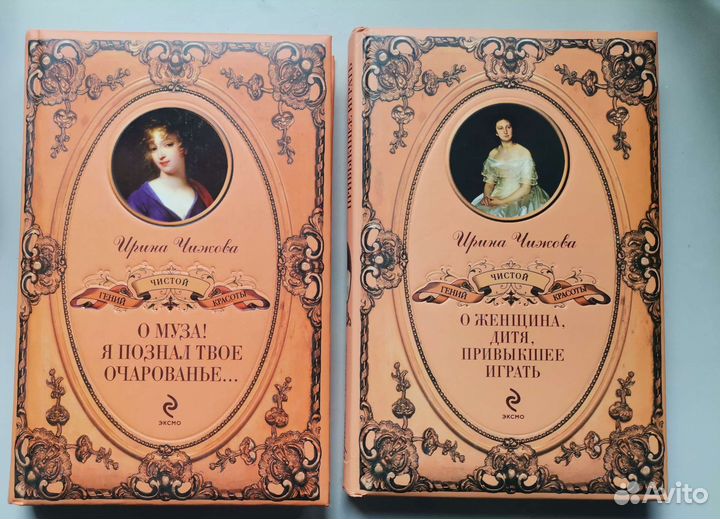 Ирина Чижова
ГЕНИЙ ЧИСТОЙ КРАСОТЫ
О МУЗА!
Я ПОЗНАЛ ТВОЕ
ОЧАРОВАНЬЕ...
ЭКСМО
Ирина Чижова
ГЕНИЙ ЧИСТОЙ КРАСОТЫ
О ЖЕНЩИНА,
ДИТЯ,
ПРИВЫКШЕЕ
ИГРАТЬ
ЭКСМО
Avito